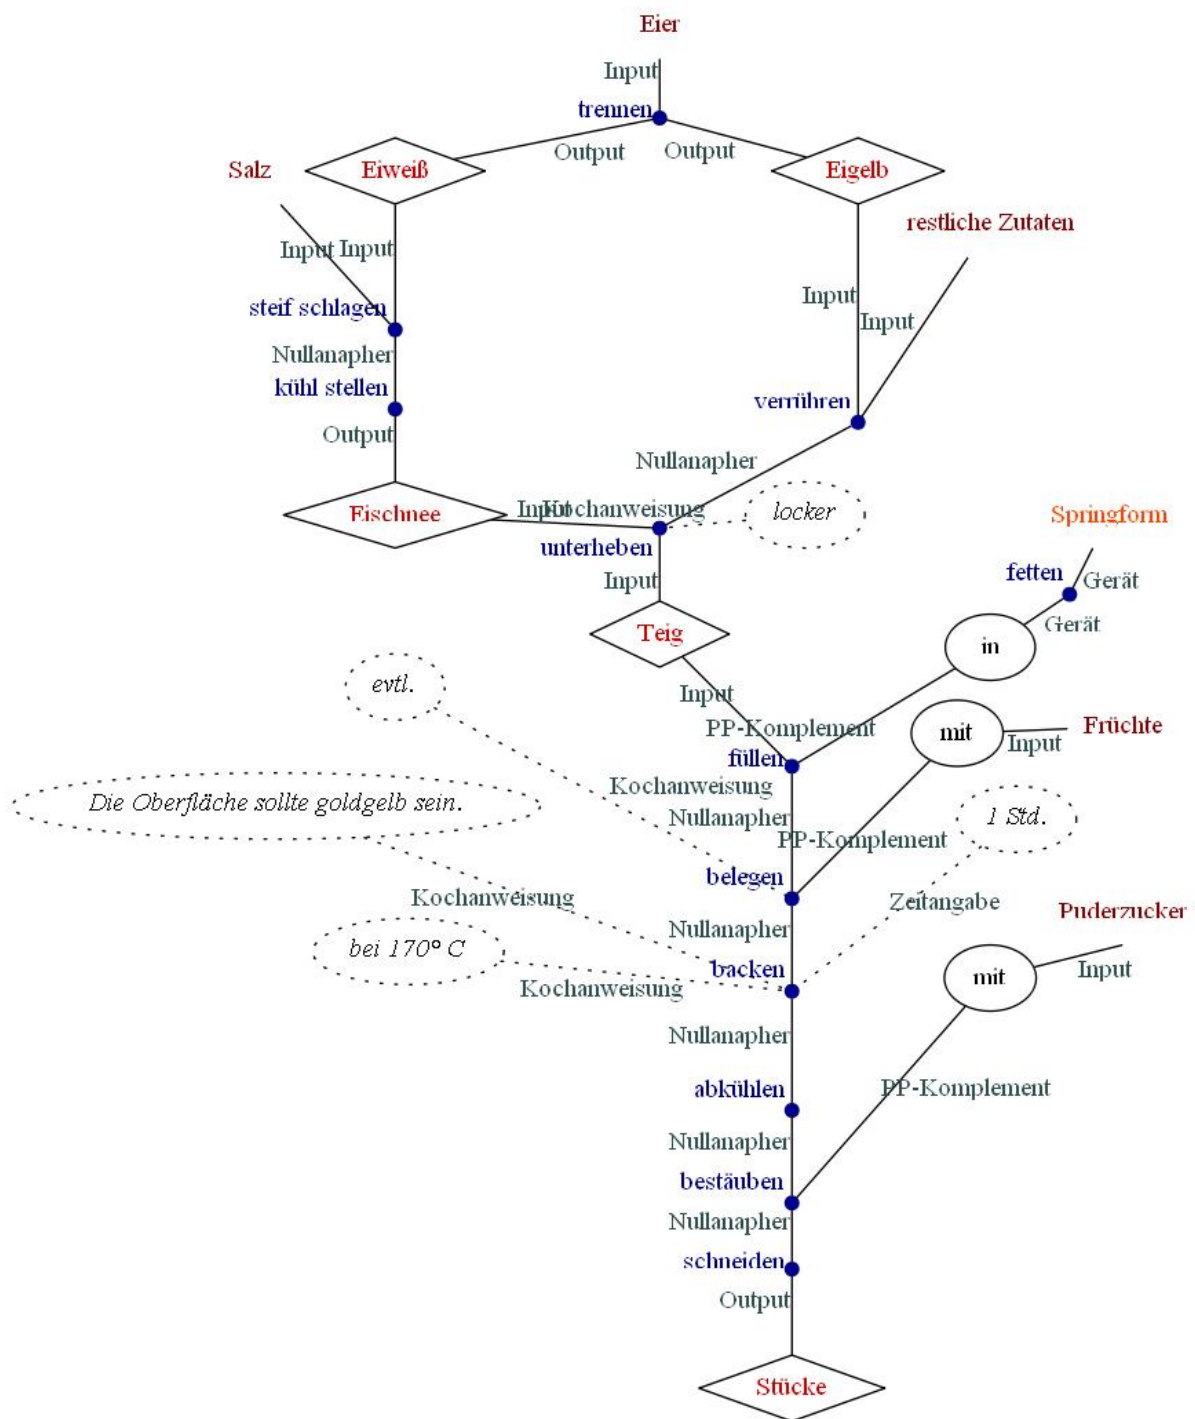 Eier
Input
trennen
Output Output
Salz
Eiweiß
Eigelb
restliche Zutaten
Input Input
Input
steif schlagen
Input
Nullanapher
kühl stellen
verrühren
Output
Nullanapher
Eischnee
Input
Kochanweisung
locker
Springform
unterheben
fetten
Gerät
Input
Gerät
Teig
in
evtl.
Input
PP-Komplement
mit
Input
Früchte
füllen
Kochanweisung
Die Oberfläche sollte goldgelb sein.
Nullanapher
1 Std.
PP-Komplement
belegen
Kochanweisung
Zeitangabe
Puderzucker
Nullanapher
bei 170° C
backen
mit
Input
Kochanweisung
Nullanapher
abkühlen
PP-Komplement
Nullanapher
bestäuben
Nullanapher
schneiden
Output
Stücke